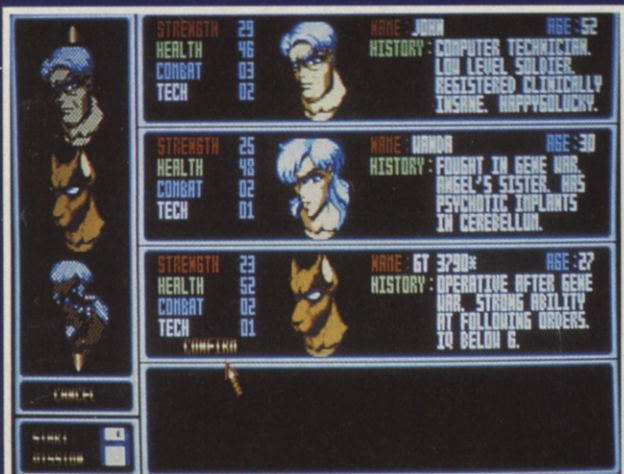 STRENGTH 29 NAME: JOHN AGE: 52
HEALTH 46 HISTORY: COMPUTER TECHNICIAN.
COMBAT 03 LOW LEVEL SOLDIER.
TECH 02 REGISTERED CLINICALLY
INSANE. HAPPYGOLUCKY.
STRENGTH 25 NAME: WANDA AGE: 30
HEALTH 48 HISTORY: FOUGHT IN GENE WAR.
COMBAT 02 ANGEL'S SISTER. HAS
TECH 01 PSYCHOTIC IMPLANTS
IN CEREBELLUM.
STRENGTH 23 NAME: GT 3790* AGE: 27
HEALTH 52 HISTORY: OPERATIVE AFTER GENE
COMBAT 02 WAR. STRONG ABILITY
TECH 01 AT FOLLOWING ORDERS.
CONFIRM IQ BELOW 6.
CANCEL
START
MISSION